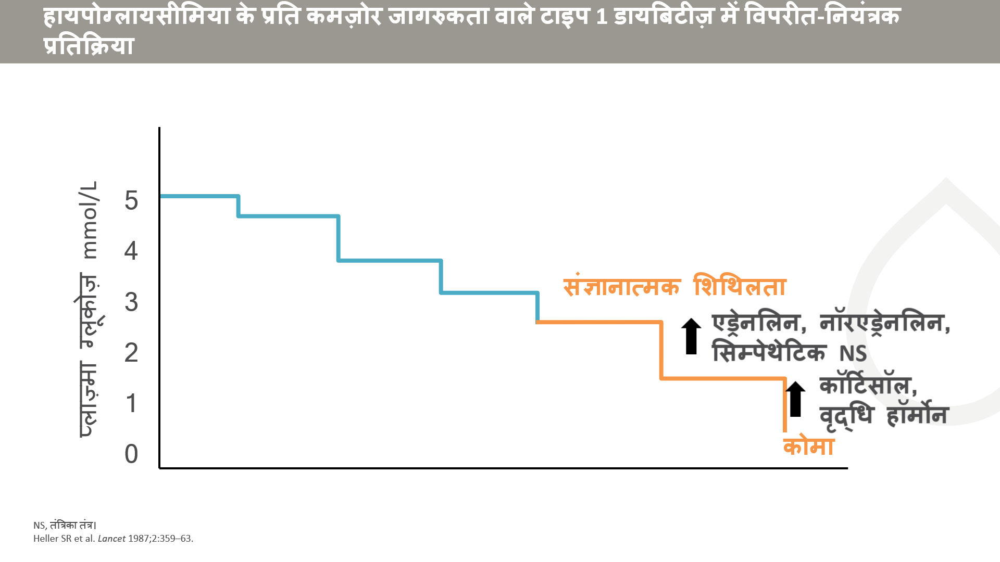 हायपोग्लायसीमिया के प्रति कमज़ोर जागरुकता वाले टाइप 1 डायबिटीज़ में विपरीत-नियंत्रक
प्रतिक्रिया
प्लाज़मा ग्लूकोज़ mmol/L
5
4
3
2
1
0
संज्ञानात्मक शिथिलता
एड्रेनलिन, नॉरएड्रेनलिन,
सिम्पेथेटिक NS
कॉर्टिसॉल,
वृद्धि हॉर्मोन
कोमा
NS, तंत्रिका तंत्र।
Heller SR et al. Lancet 1987;2:359–63.